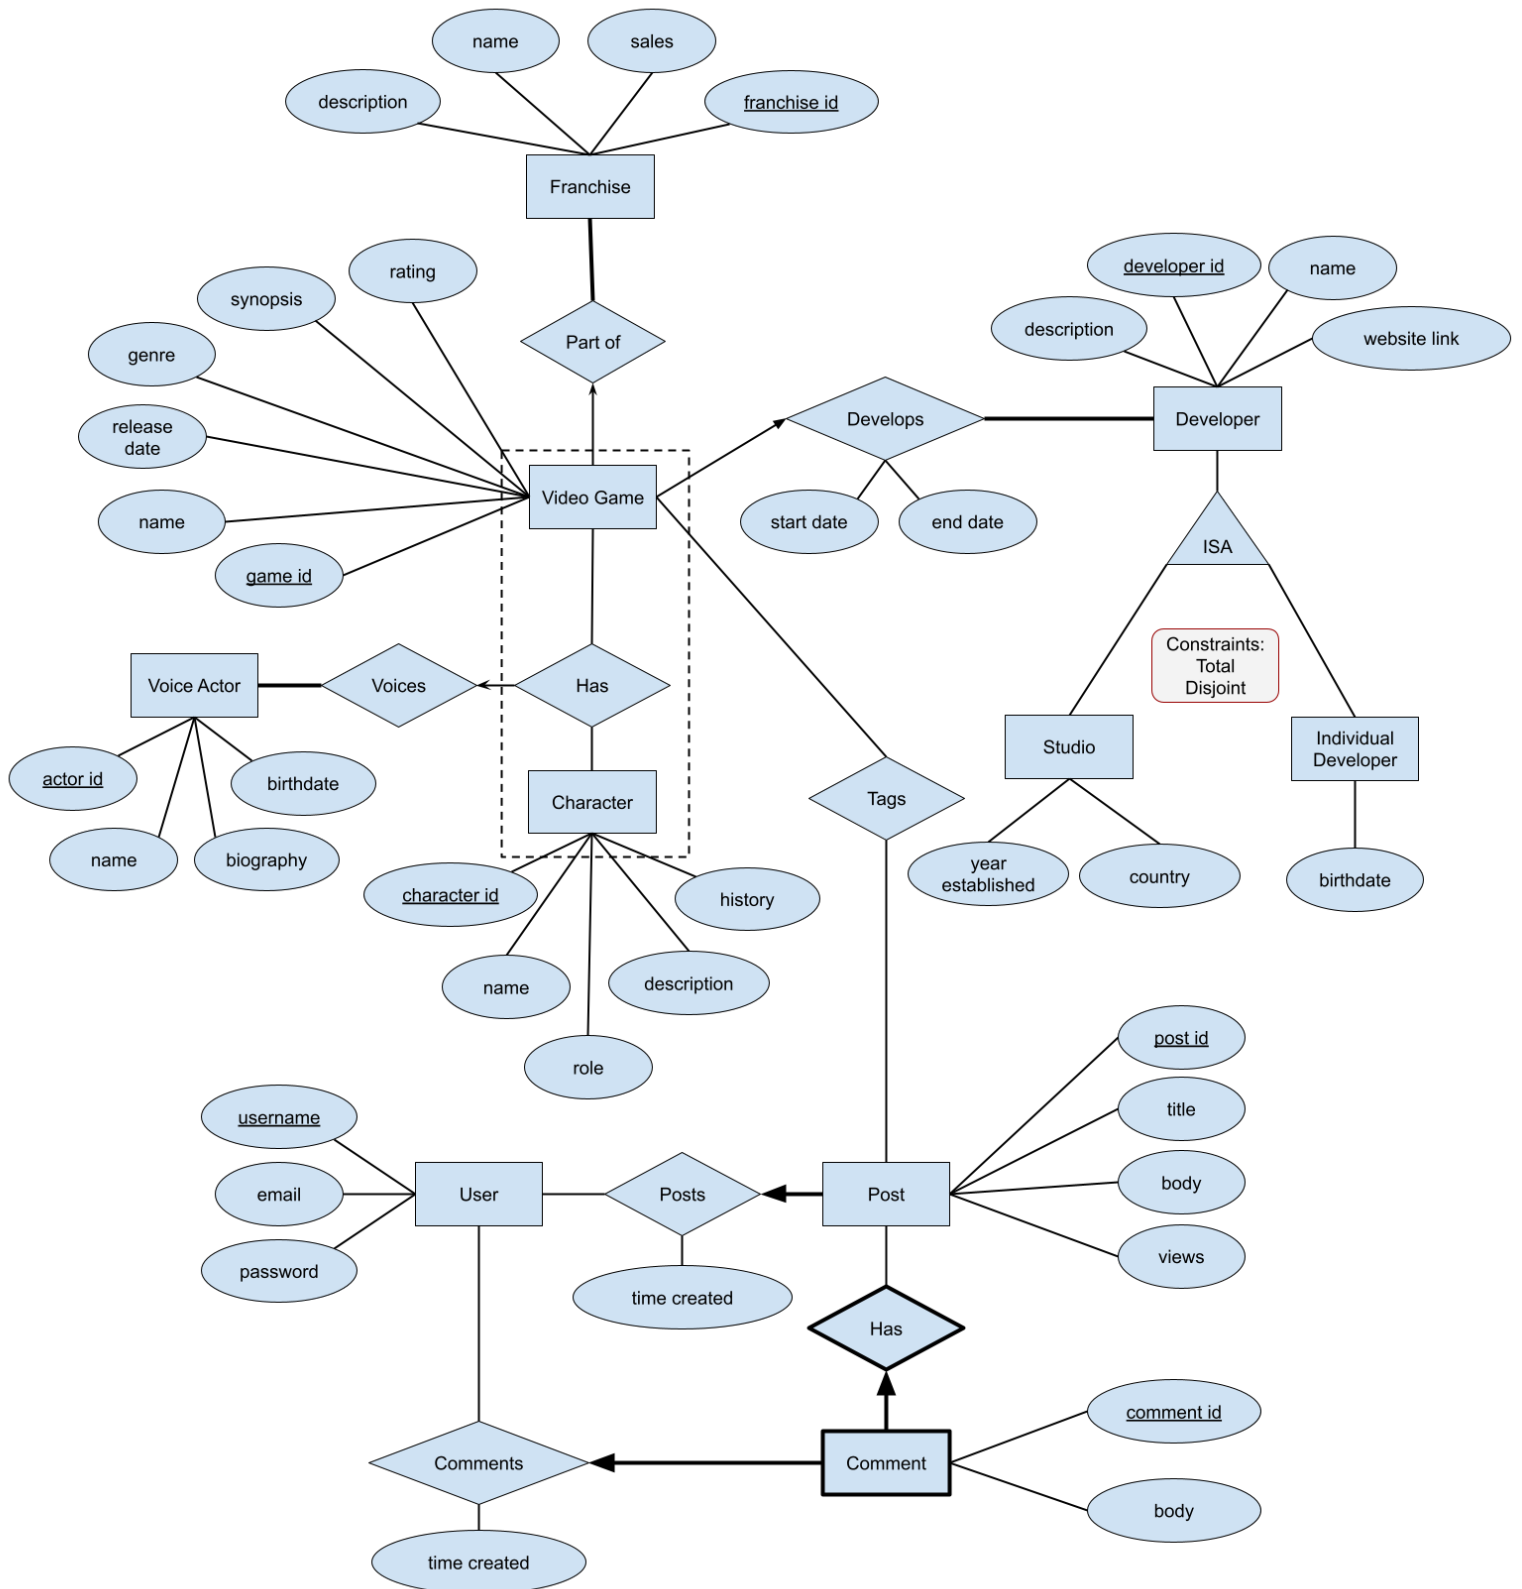 name
sales
description
franchise id
Franchise
rating
synopsis
genre
release
date
name
game id
Part of
Video Game
Develops
start date
end date
developer id
name
description
website link
Developer
ISA
Constraints:
Total
Disjoint
Studio
Individual
Developer
year
established
country
birthdate
Voice Actor
Voices
Has
actor id
birthdate
name
biography
Character
character id
history
name
description
role
Tags
username
email
password
User
Posts
time created
Post
post id
title
body
views
Has
Comments
time created
Comment
comment id
body